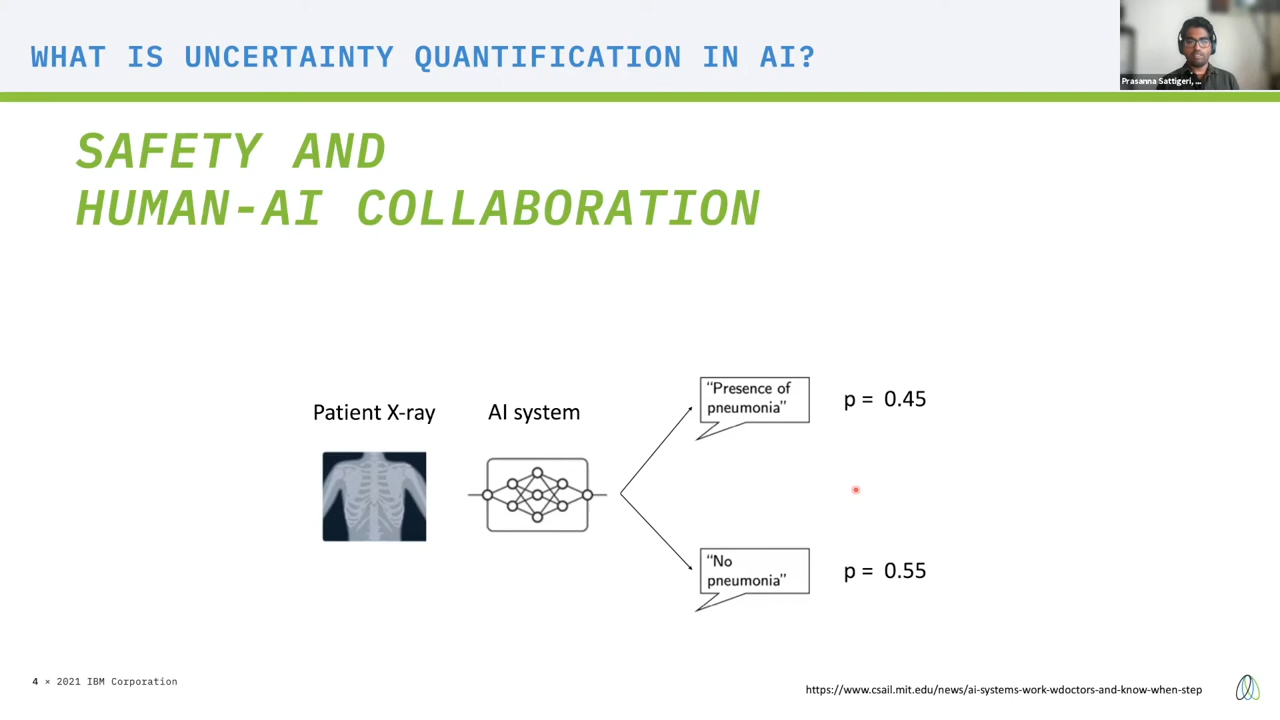 WHAT IS UNCERTAINTY QUANTIFICATION IN AI?
Prasanna Sattigeri, ...
SAFETY AND
HUMAN-AI COLLABORATION
Patient X-ray
AI system
“Presence of
pneumonia”
p = 0.45
“No
pneumonia”
p = 0.55
4 × 2021 IBM Corporation
https://www.csail.mit.edu/news/ai-systems-work-wdoctors-and-know-when-step